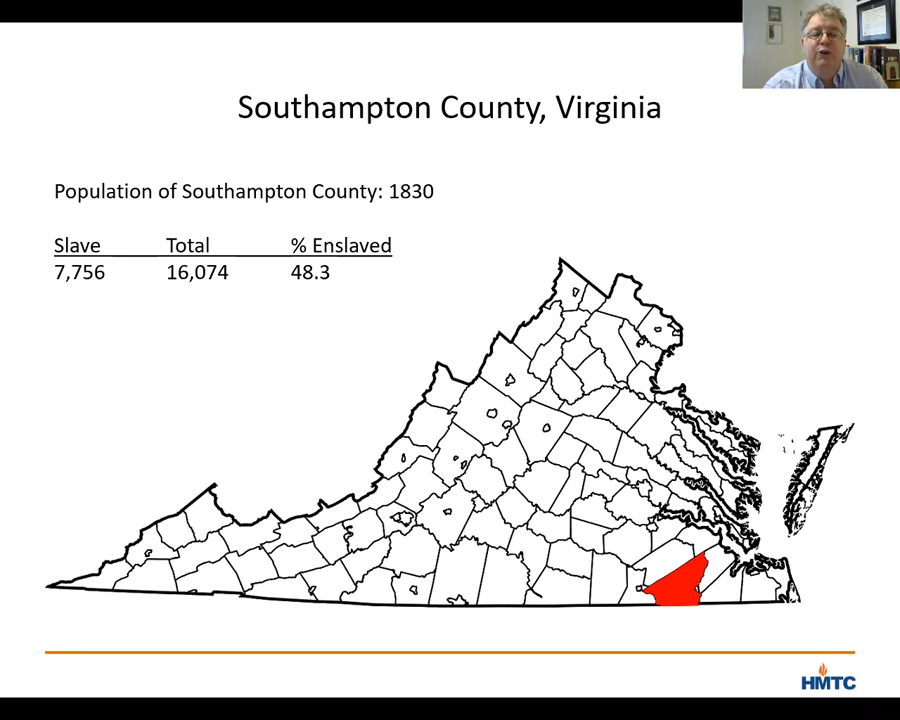 Southampton County, Virginia
Population of Southampton County: 1830
Slave Total % Enslaved
7,756 16,074 48.3
HMTC